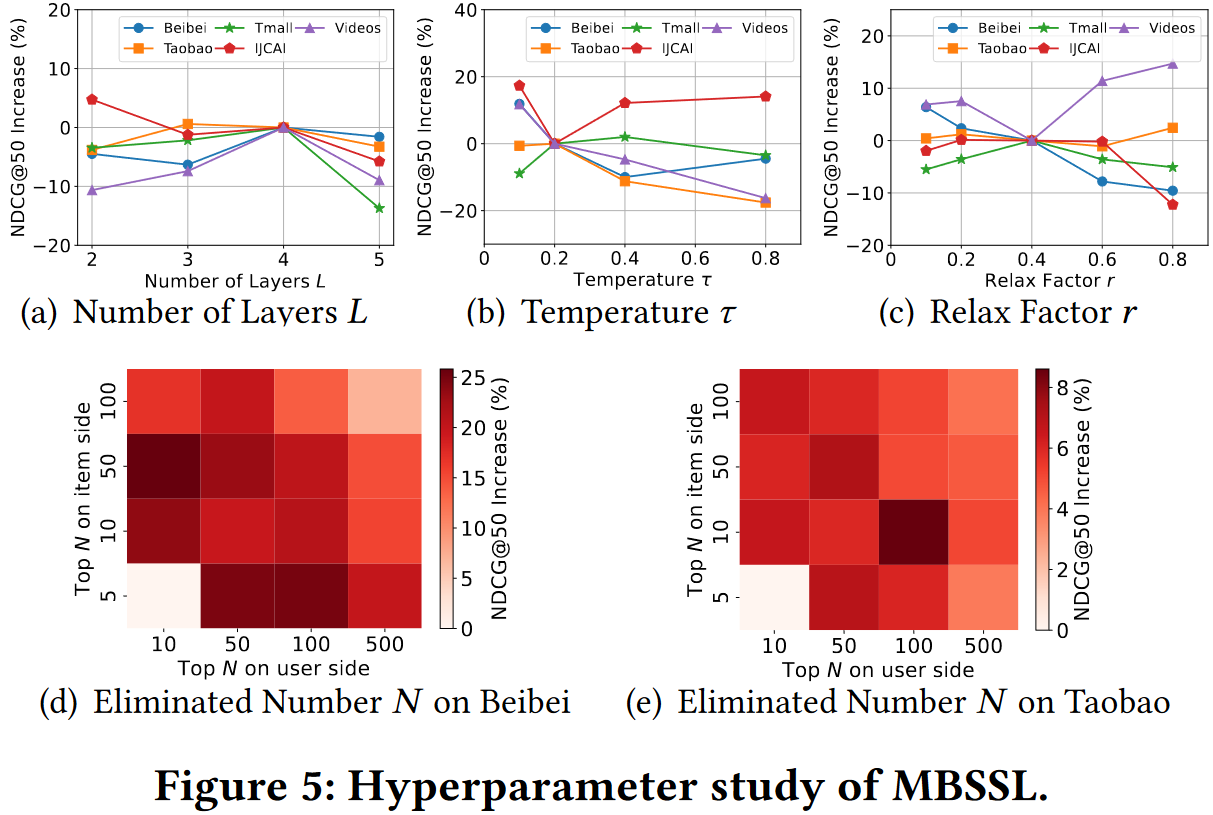 NDCG@50 Increase (%)
20
10
0
−10
−20
Beibei Tmall Videos
Taobao IJCAI
2 3 4 5
Number of Layers L
(a) Number of Layers L
NDCG@50 Increase (%)
40
20
0
−20
Beibei Tmall Videos
Taobao IJCAI
0 0.2 0.4 0.6 0.8
Temperature τ
(b) Temperature τ
NDCG@50 Increase (%)
20
10
0
−10
−20
Beibei Tmall Videos
Taobao IJCAI
0 0.2 0.4 0.6 0.8
Relax Factor r
(c) Relax Factor r
Top N on item side
100
50
10
5
10 50 100 500
Top N on user side
25
20
15
10
5
0
NDCG@50 Increase (%)
(d) Eliminated Number N on Beibei
Top N on item side
100
50
10
5
10 50 100 500
Top N on user side
8
6
4
2
0
NDCG@50 Increase (%)
(e) Eliminated Number N on Taobao
Figure 5: Hyperparameter study of MBSSL.